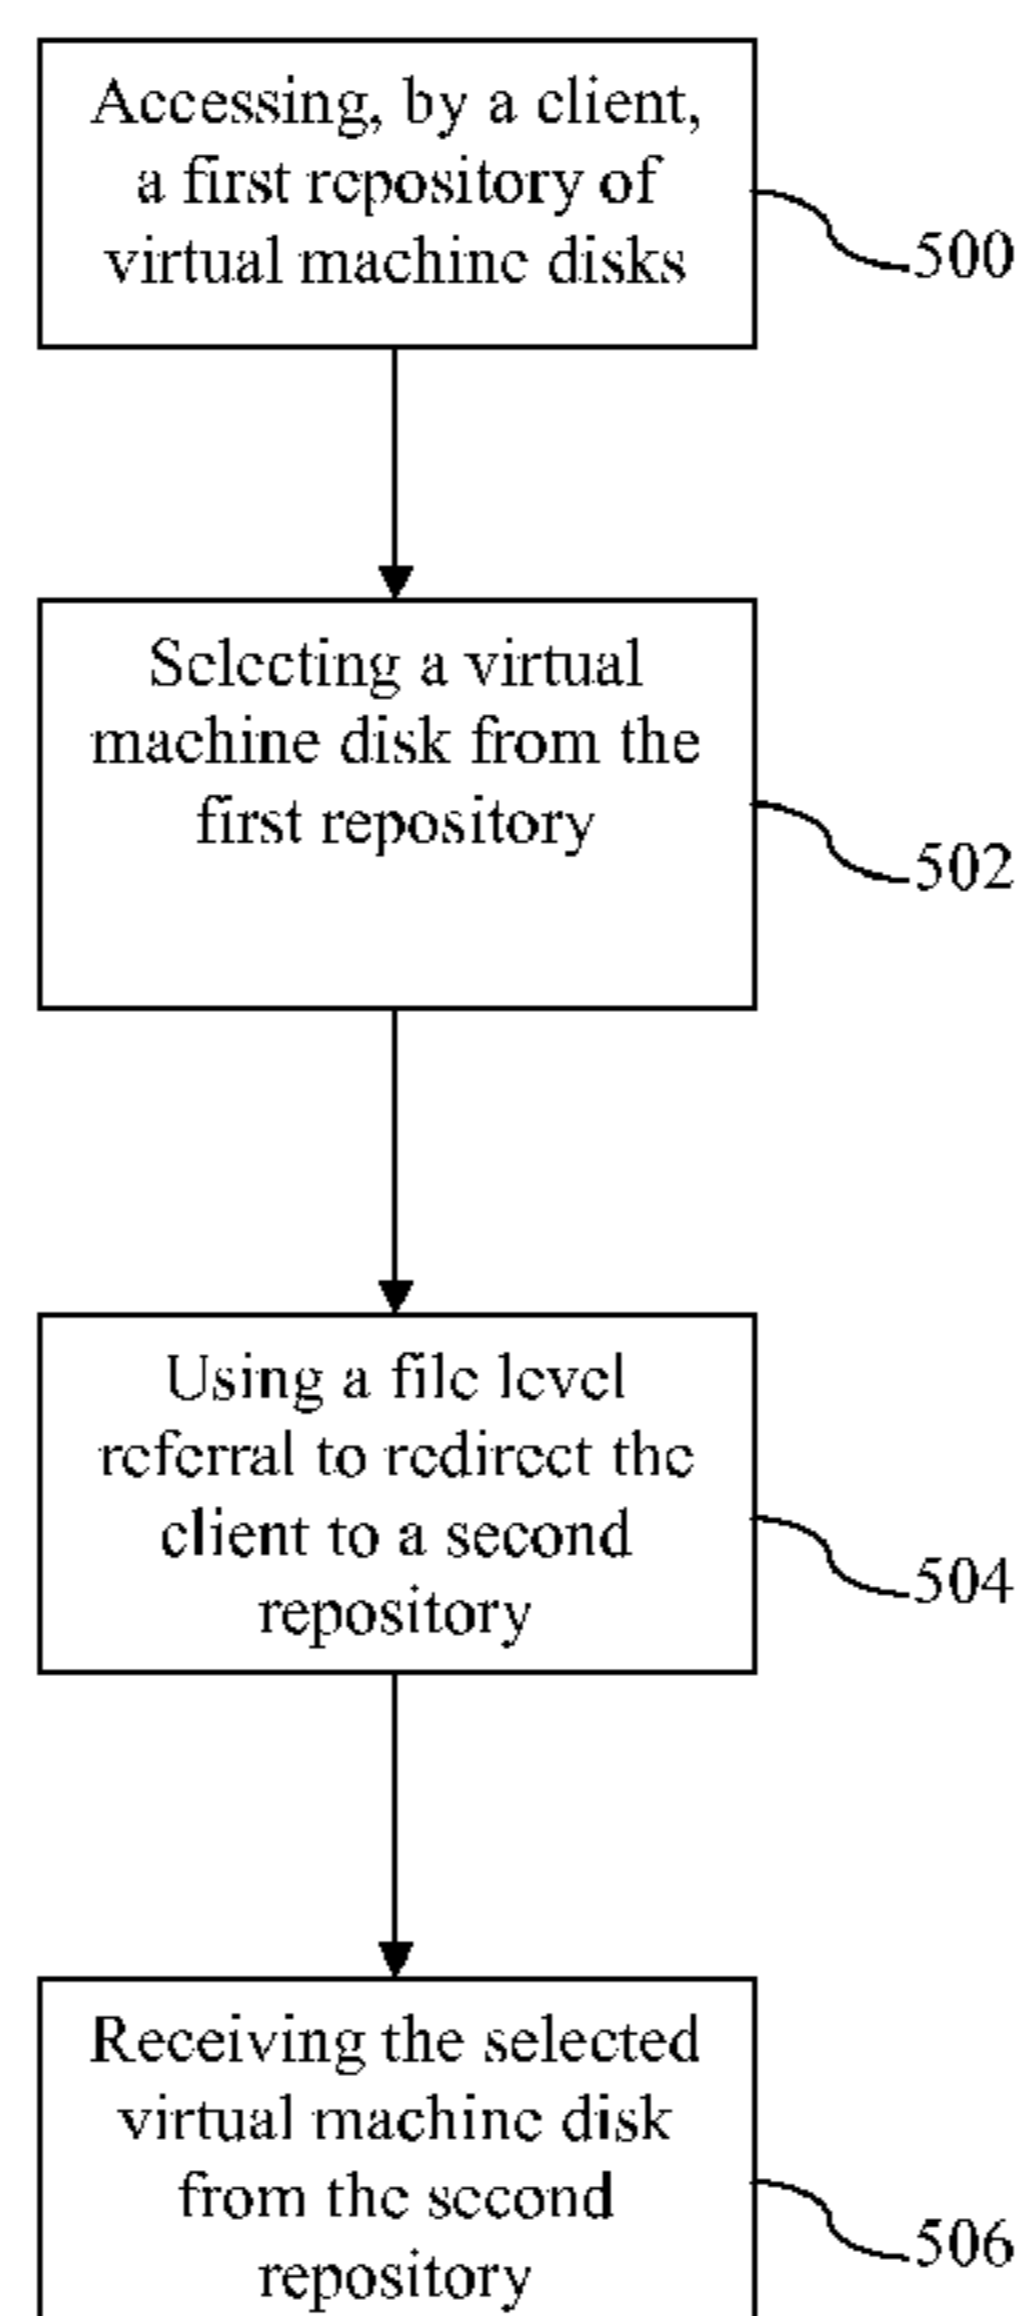 Accessing, by a client,
a first repository of
virtual machine disks
500
Selecting a virtual
machine disk from the
first repository
502
Using a file level
referral to redirect the
client to a second
repository
504
Receiving the selected
virtual machine disk
from the second
repository
506